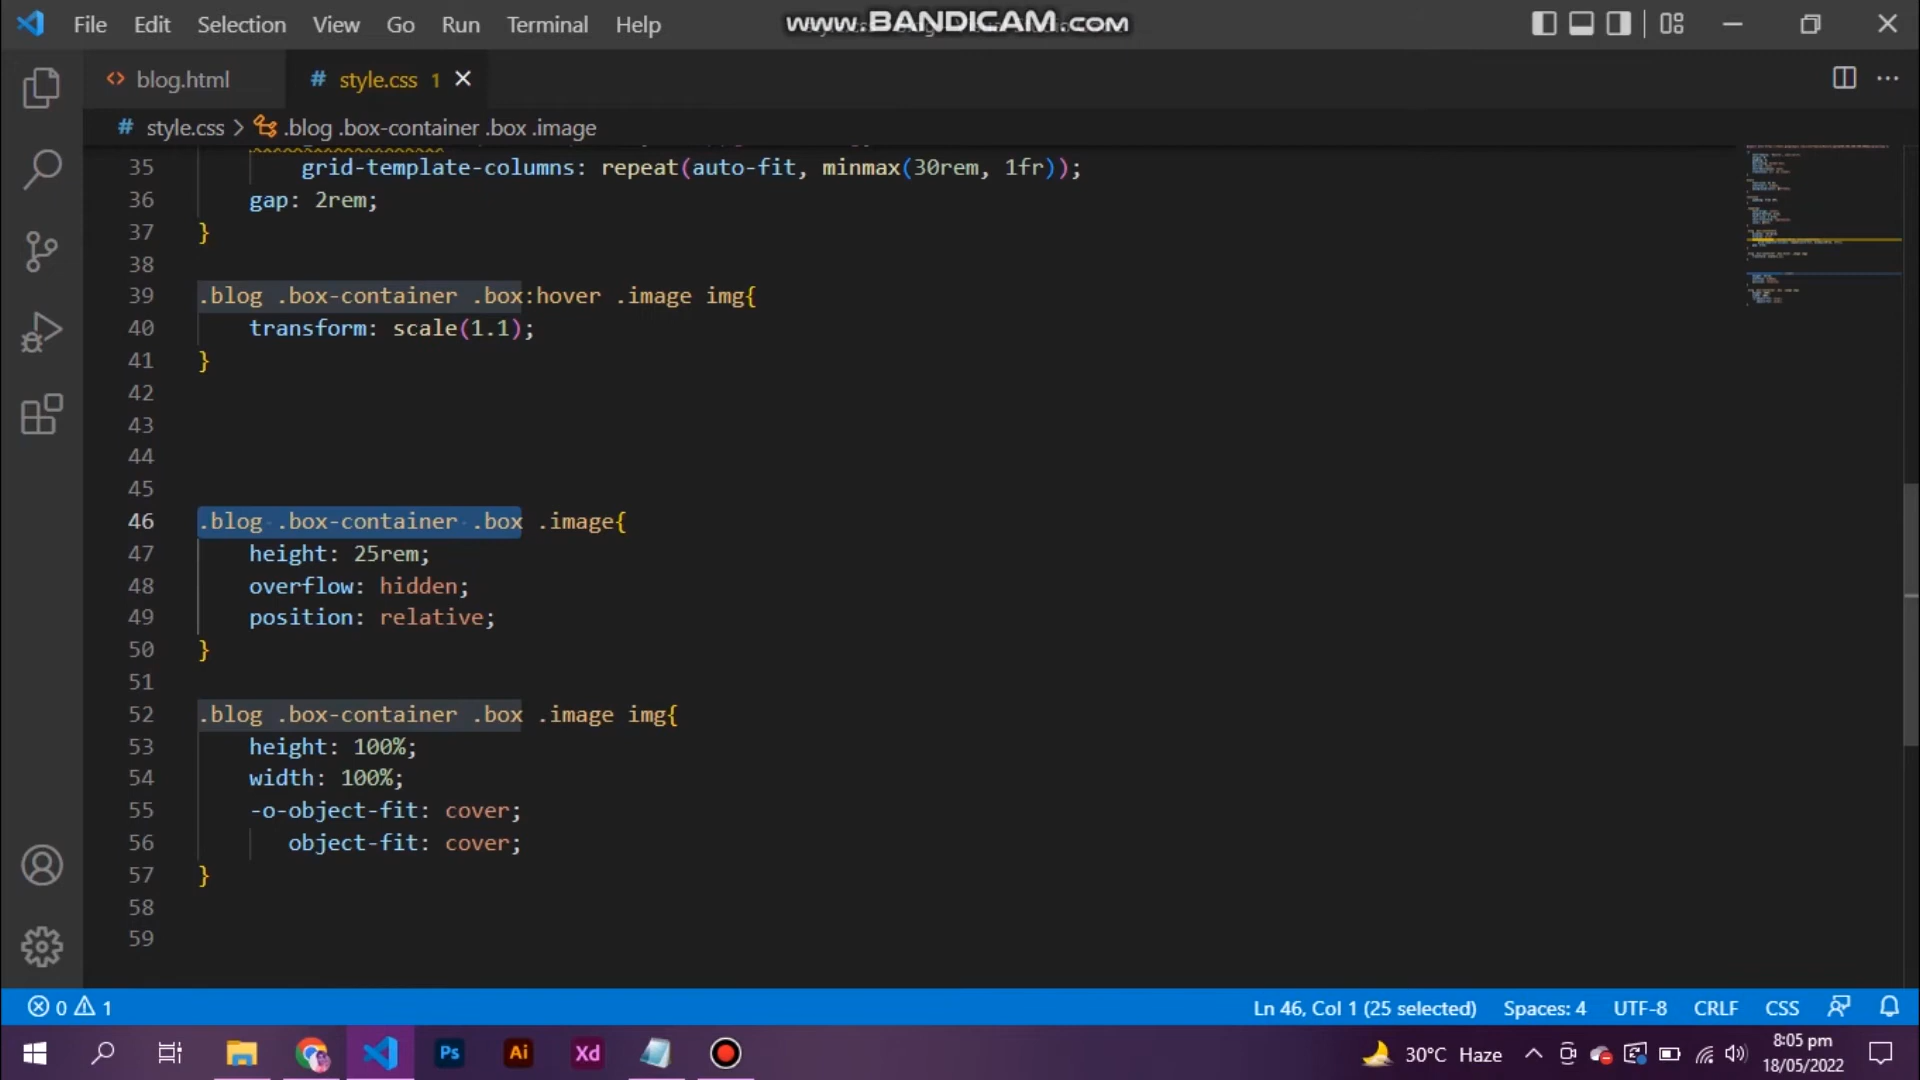 File Edit Selection View Go Run Terminal Help
www.BANDICAM.com
blog.html
# style.css 1
# style.css > .blog .box-container .box .image
35 grid-template-columns: repeat(auto-fit, minmax(30rem, 1fr));
36 gap: 2rem;
37 }
38
39 .blog .box-container .box:hover .image img{
40 transform: scale(1.1);
41 }
42
43
44
45
46 .blog .box-container .box .image{
47 height: 25rem;
48 overflow: hidden;
49 position: relative;
50 }
51
52 .blog .box-container .box .image img{
53 height: 100%;
54 width: 100%;
55 -o-object-fit: cover;
56 object-fit: cover;
57 }
58
59
0 1
Ln 46, Col 1 (25 selected) Spaces: 4 UTF-8 CRLF CSS
Ps Ai Xd
30°C Haze
8:05 pm
18/05/2022